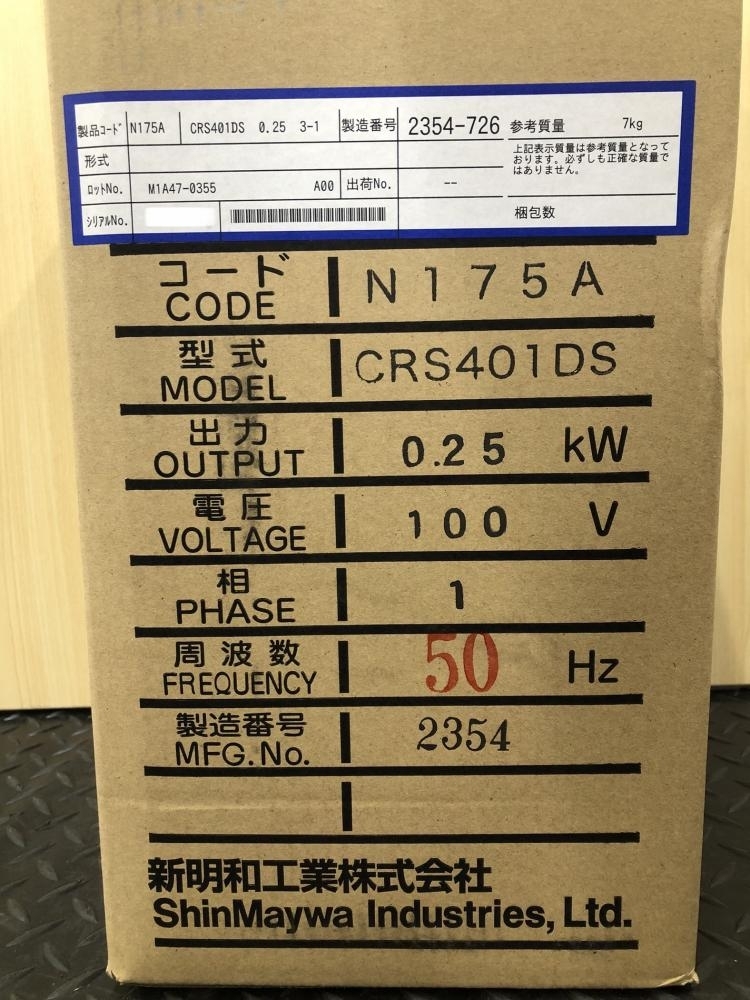 製品コード N175A CRS401DS 0.25 3-1 製造番号 2354-726 参考質量 7kg
形式
上記表示質量は参考質量となって
おります。必ずしも正確な質量で
はありません。
ロットNo. M1A47-0355 A00 出荷No. --
シリアルNo. 梱包数
コード
CODE N175A
型式
MODEL CRS401DS
出力
OUTPUT 0.25 kW
電圧
VOLTAGE 100 V
相
PHASE 1
周波数
FREQUENCY 50 Hz
製造番号
MFG.No. 2354
新明和工業株式会社
ShinMaywa Industries, Ltd.